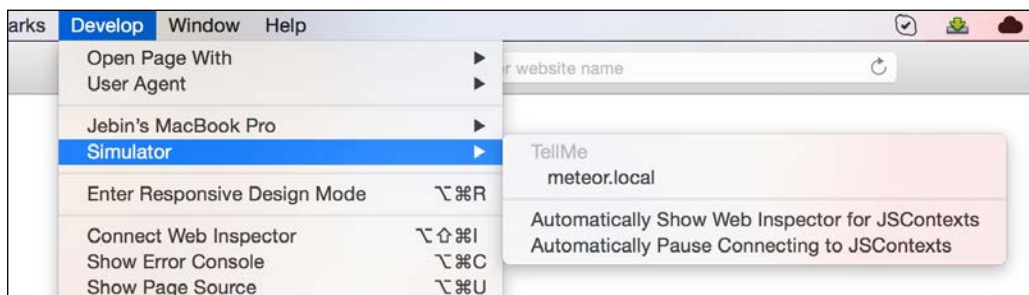 arks Develop Window Help
Open Page With
User Agent
r website name
Jebin's MacBook Pro
Simulator
TellMe
meteor.local
Enter Responsive Design Mode ⌥⌘R
Automatically Show Web Inspector for JSContexts
Automatically Pause Connecting to JSContexts
Connect Web Inspector ⌥⇧⌘I
Show Error Console ⌥⌘C
Show Page Source ⌥⌘U